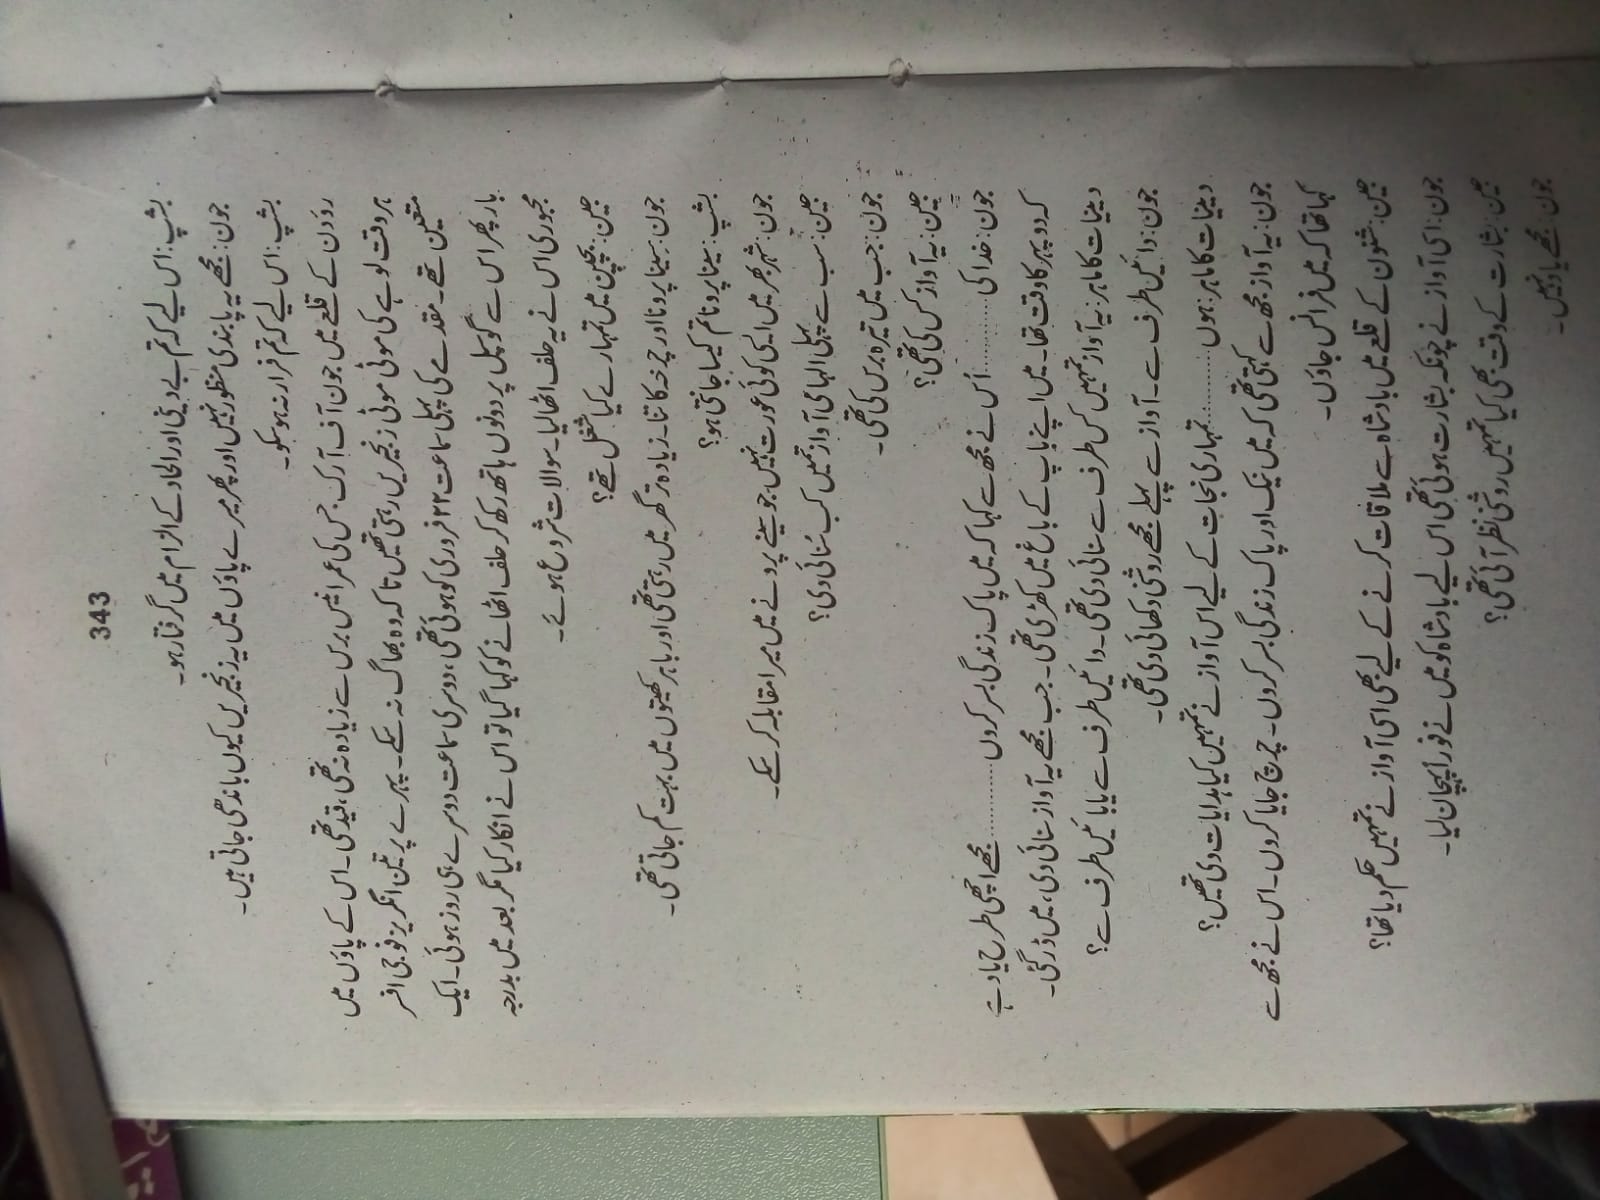 343
بشپ: اس لیے کہ تم بے دینی اور الحاد کے الزام میں گرفتار ہو۔
جون: مجھے یہ پابندی منظور نہیں اور پھر میرے پاؤں میں یہ زنجیریں کیوں باندھی جاتی ہیں۔
بشپ: اس لیے کہ تم فرار نہ ہو سکو۔
روؤن کے قلعے میں جون آف آرک جس کی عمر انیس برس سے زیادہ نہ تھی، قید تھی۔ اس کے پاؤں میں
ہر وقت لوہے کی موٹی موٹی زنجیریں رہتی تھیں تا کہ وہ بھاگ نہ سکے۔ پہرے پر تین انگریز فوجی افسر
متعین تھے۔ مقدمے کی پہلی سماعت ۲۲ فروری کو ہوئی تھی، دوسری سماعت دوسرے ہی روز ہوئی۔ ایک
بار پھر اس سے گوسپل پر دونوں ہاتھ رکھ کر حلف اٹھانے کو کہا گیا تو اس نے انکار کیا مگر بعد میں بدرجہ
مجبوری اس نے یہ حلف اٹھا لیا۔ سوالات شروع ہوئے۔
جین: بچپن میں تمہارے کیا شغل تھے؟
جون: سِینا پرونا اور چرخہ کاتنا۔ زیادہ تر گھر میں رہتی تھی اور باہر کھیتوں میں بہت کم جاتی تھی۔
بشپ: سینا پرونا تم کیسا جانتی ہو؟
جون: شہر بھر میں ایسی کوئی عورت نہیں جو سینے پرونے میں میرا مقابلہ کر سکے۔
جین: سب سے پہلی الہامی آواز تمیں کب سُنائی دی؟
جون: جب میں تیرہ برس کی تھی۔
جین: یہ آواز کس کی تھی؟
جون: خدا کی ........... اُس نے مجھ سے کہا کہ میں پاک زندگی بسر کروں ........... مجھے اچھی طرح یاد ہے
کہ دو پہر کا وقت تھا۔ میں اپنے باپ کے باغ میں کھڑی تھی۔ جب مجھے یہ آواز سنائی دی، میں ڈر گئی۔
دینیات کا ماہر: یہ آواز تمہیں کس طرف سے سنائی دی تھی۔ دائیں طرف سے یا بائیں طرف سے؟
جون: دائیں طرف سے۔ آواز سے پہلے مجھے روشنی دکھائی دی تھی۔
دینیات کا ماہر: ہوں ........... تمہاری نجات کے لیے اس آواز نے تمہیں کیا ہدایات دی تھیں؟
جون: یہ آواز مجھ سے کہتی تھی کہ میں نیک اور پاک زندگی بسر کروں۔ چرچ جایا کروں۔ اس نے مجھ سے
کہا تھا کہ میں فرانس جاؤں۔
جین: شنون کے قلعے میں بادشاہ سے ملاقات کرنے کے لیے بھی اسی آواز نے تمہیں حکم دیا تھا؟
جون: اسی آواز نے چونکہ بشارت ہوئی تھی اس لیے بادشاہ کو میں نے فوراً پہچان لیا۔
جین: بشارت کے وقت بھی کیا تمہیں روشنی نظر آئی تھی؟
جون: مجھے یاد نہیں۔